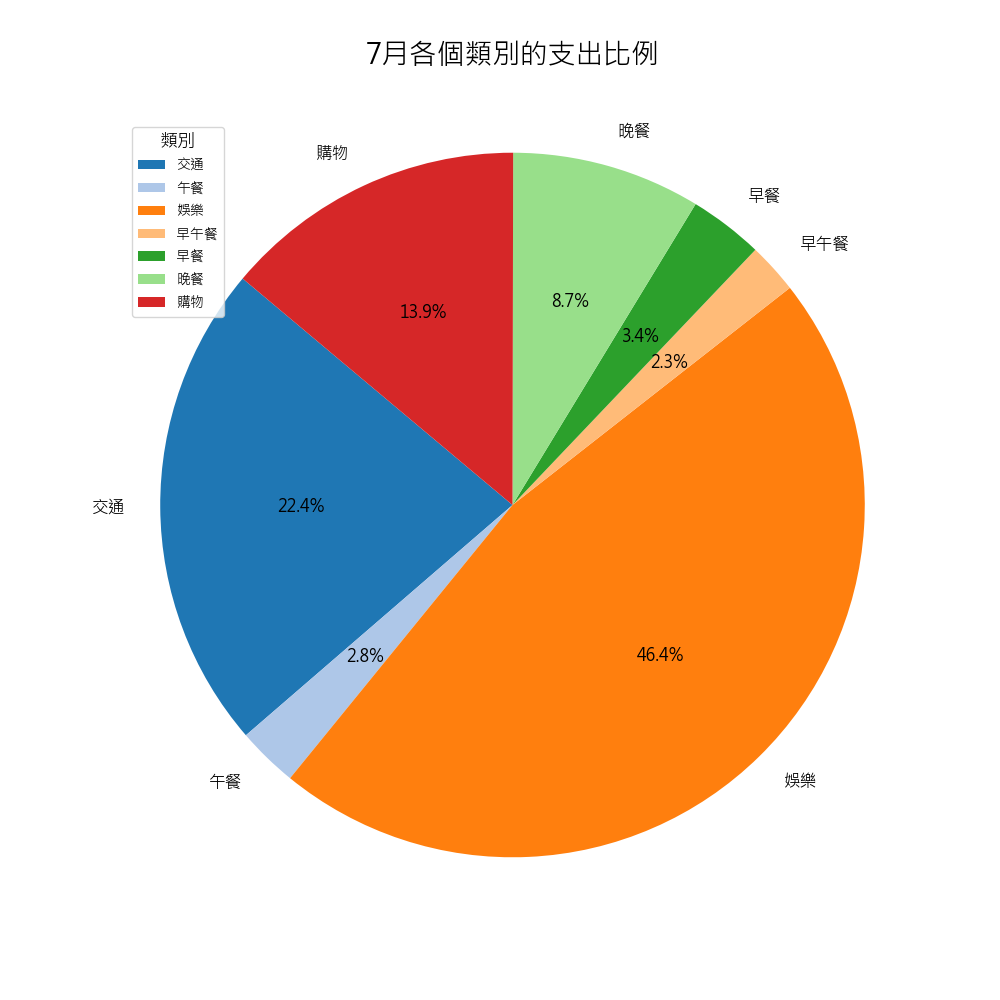 7月各個類別的支出比例
類別
交通
午餐
娛樂
早午餐
早餐
晚餐
購物
購物
晚餐
早餐
早午餐
交通
午餐
娛樂
13.9%
8.7%
3.4%
2.3%
22.4%
2.8%
46.4%